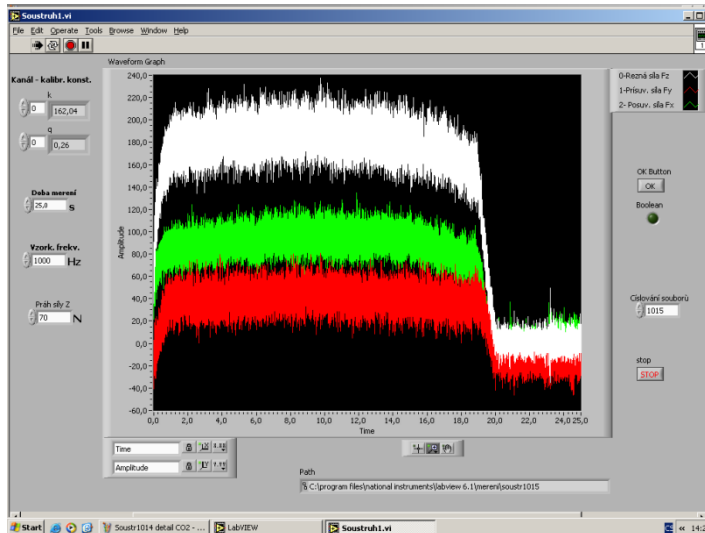 Soustruh1.vi
File Edit Operate Tools Browse Window Help
1
Waveform Graph
Kanál - kalibr. konst.
k
0 162,04
q
0 0,26
Doba merení
25,0 s
Vzork. frekv.
1000 Hz
Práh síly Z
70 N
Amplitude
240,0
220,0
200,0
180,0
160,0
140,0
120,0
100,0
80,0
60,0
40,0
20,0
0,0
-20,0
-40,0
-60,0
0,0 2,0 4,0 6,0 8,0 10,0 12,0 14,0 16,0 18,0 20,0 22,0 24,0 25,0
Time
0-Rezná síla Fz
1-Prísuv. síla Fy
2- Posuv. síla Fx
OK Button
OK
Boolean
Císlování souborù
1015
stop
STOP
Time
Amplitude
Path
C:\program files\national instruments\labview 6.1\mereni\soustr1015
Start Soustr1014 detail CO2 - ... LabVIEW Soustruh1.vi « 14:2